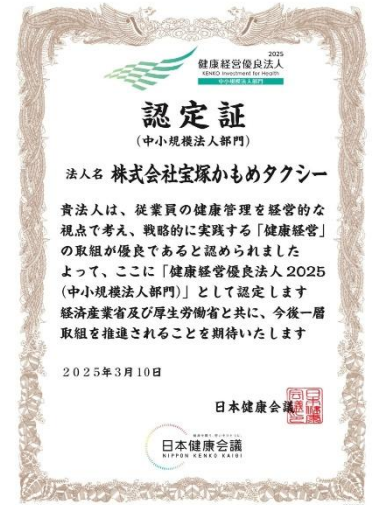 2025
健康経営優良法人
KENKO Investment for Health
中小規模法人部門
認定証
(中小規模法人部門)
法人名 株式会社宝塚かもめタクシー
貴法人は、従業員の健康管理を経営的な
視点で考え、戦略的に実践する「健康経営」
の取組が優良であると認められました
よって、ここに「健康経営優良法人2025
(中小規模法人部門)」として認定します
経済産業省及び厚生労働省と共に、今後一層
取組を推進されることを期待いたします
2025年3月10日
日本健康会議
日本健康会議
NIPPON KENKO KAIGI